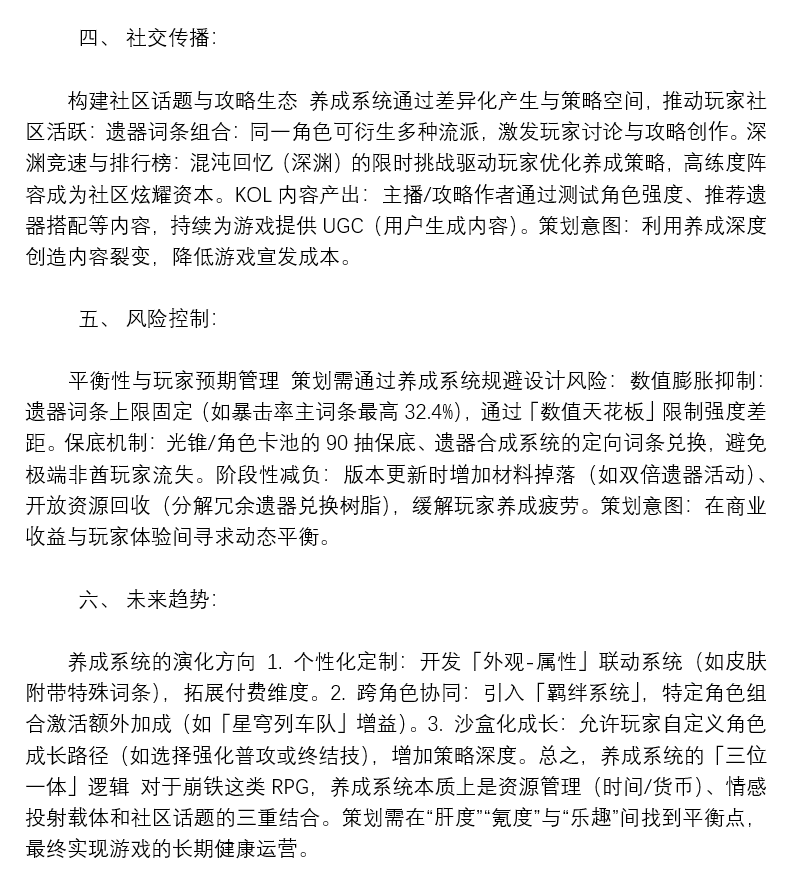 四、 社交传播：
构建社区话题与攻略生态 养成系统通过差异化产生与策略空间，推动玩家社
区活跃：遗器词条组合：同一角色可衍生多种流派，激发玩家讨论与攻略创作。深
渊竞速与排行榜：混沌回忆（深渊）的限时挑战驱动玩家优化养成策略，高练度阵
容成为社区炫耀资本。KOL 内容产出：主播/攻略作者通过测试角色强度、推荐遗
器搭配等内容，持续为游戏提供 UGC（用户生成内容）。策划意图：利用养成深度
创造内容裂变，降低游戏宣发成本。
五、 风险控制：
平衡性与玩家预期管理 策划需通过养成系统规避设计风险：数值膨胀抑制：
遗器词条上限固定（如暴击率主词条最高 32.4%），通过「数值天花板」限制强度差
距。保底机制：光锥/角色卡池的 90 抽保底、遗器合成系统的定向词条兑换，避免
极端非酋玩家流失。阶段性减负：版本更新时增加材料掉落（如双倍遗器活动）、
开放资源回收（分解冗余遗器兑换树脂），缓解玩家养成疲劳。策划意图：在商业
收益与玩家体验间寻求动态平衡。
六、 未来趋势：
养成系统的演化方向 1. 个性化定制：开发「外观-属性」联动系统（如皮肤
附带特殊词条），拓展付费维度。2. 跨角色协同：引入「羁绊系统」，特定角色组
合激活额外加成（如「星穹列车队」增益）。3. 沙盒化成长：允许玩家自定义角色
成长路径（如选择强化普攻或终结技），增加策略深度。总之，养成系统的「三位
一体」逻辑 对于崩铁这类 RPG，养成系统本质上是资源管理（时间/货币）、情感
投射载体和社区话题的三重结合。策划需在“肝度”“氪度”与“乐趣”间找到平衡点，
最终实现游戏的长期健康运营。